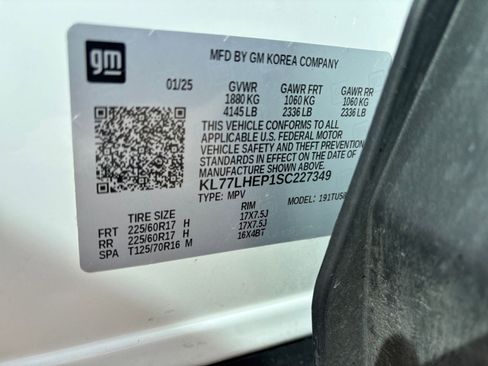 gm
MFD BY GM KOREA COMPANY
01/25 GVWR GAWR FRT GAWR RR
1880 KG 1060 KG 1060 KG
4145 LB 2336 LB 2336 LB
THIS VEHICLE CONFORMS TO ALL
APPLICABLE U.S. FEDERAL MOTOR
VEHICLE SAFETY AND THEFT PREVENTION
STANDARDS IN EFFECT ON THE DATE OF
MANUFACTURE SHOWN ABOVE.
KL77LHEP1SC227349
TYPE: MPV MODEL:
TIRE SIZE RIM
FRT 225/60R17 H 17X7.5J
RR 225/60R17 H 17X7.5J
SPA T125/70R16 M 16X4BT